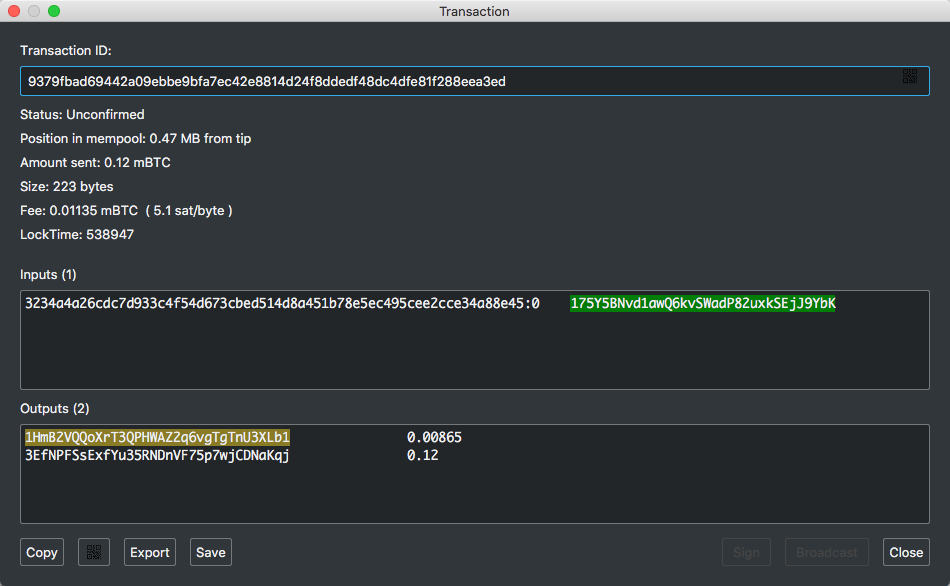 Transaction
Transaction ID:
9379fbad69442a09ebbe9bfa7ec42e8814d24f8ddedf48dc4dfe81f288eea3ed
Status: Unconfirmed
Position in mempool: 0.47 MB from tip
Amount sent: 0.12 mBTC
Size: 223 bytes
Fee: 0.01135 mBTC ( 5.1 sat/byte )
LockTime: 538947
Inputs (1)
3234a4a26cdc7d933c4f54d673cbed514d8a451b78e5ec495cee2cce34a88e45:0 175Y5BNvd1awQ6kvSWadP82uxkSEjJ9YbK
Outputs (2)
1HmB2VQQoXrT3QPHWAZ2q6vgTgTnU3XLb1 0.00865
3EfNPFSsExfYu35RNDnVF75p7wjCDNaKqj 0.12
Copy Export Save Sign Broadcast Close